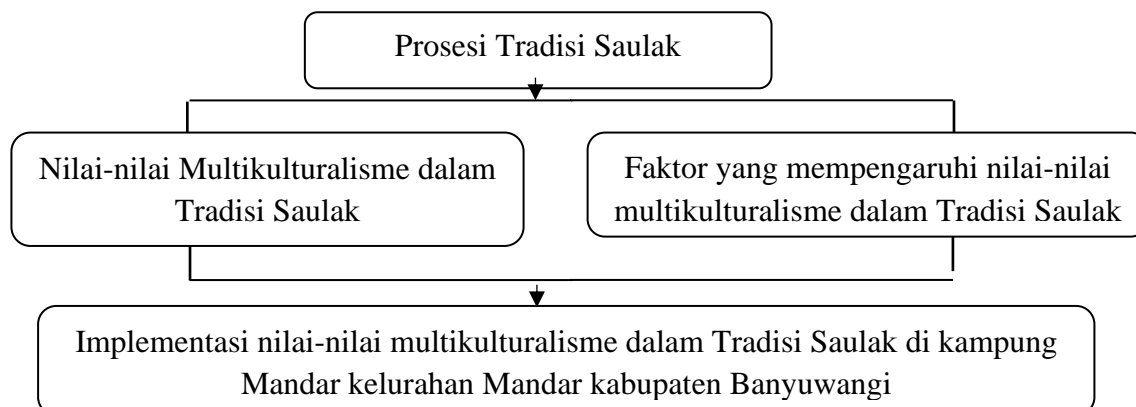 Prosesi Tradisi Saulak
Nilai-nilai Multikulturalisme dalam
Tradisi Saulak
Faktor yang mempengaruhi nilai-nilai
multikulturalisme dalam Tradisi Saulak
Implementasi nilai-nilai multikulturalisme dalam Tradisi Saulak di kampung
Mandar kelurahan Mandar kabupaten Banyuwangi